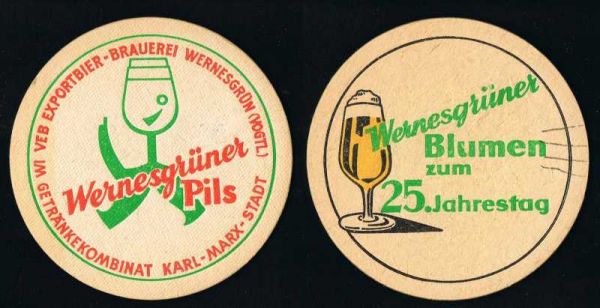 VEB EXPORTBIER-BRAUEREI WERNESGRÜN (VOGTL.)
IM GETRÄNKEKOMBINAT KARL-MARX-STADT
Wernesgrüner
Pils
Wernesgrüner
Blumen
zum
25. Jahrestag